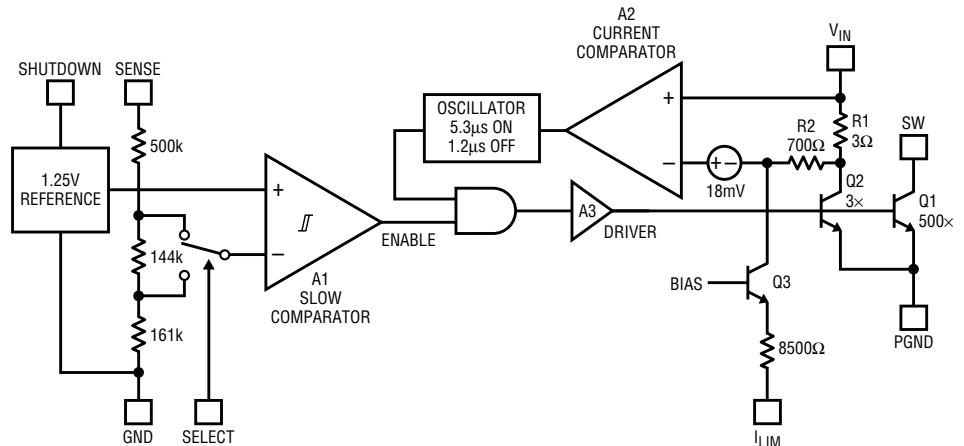 A2
CURRENT
COMPARATOR
VIN
SHUTDOWN
SENSE
OSCILLATOR
5.3µs ON
1.2µs OFF
+
–
R2
700Ω
R1
3Ω
SW
500k
1.25V
REFERENCE
18mV
+ –
Q2
3×
Q1
500×
+
–
A3
ENABLE
DRIVER
144k
A1
SLOW
COMPARATOR
BIAS
Q3
161k
8500Ω
PGND
GND
SELECT
ILIM